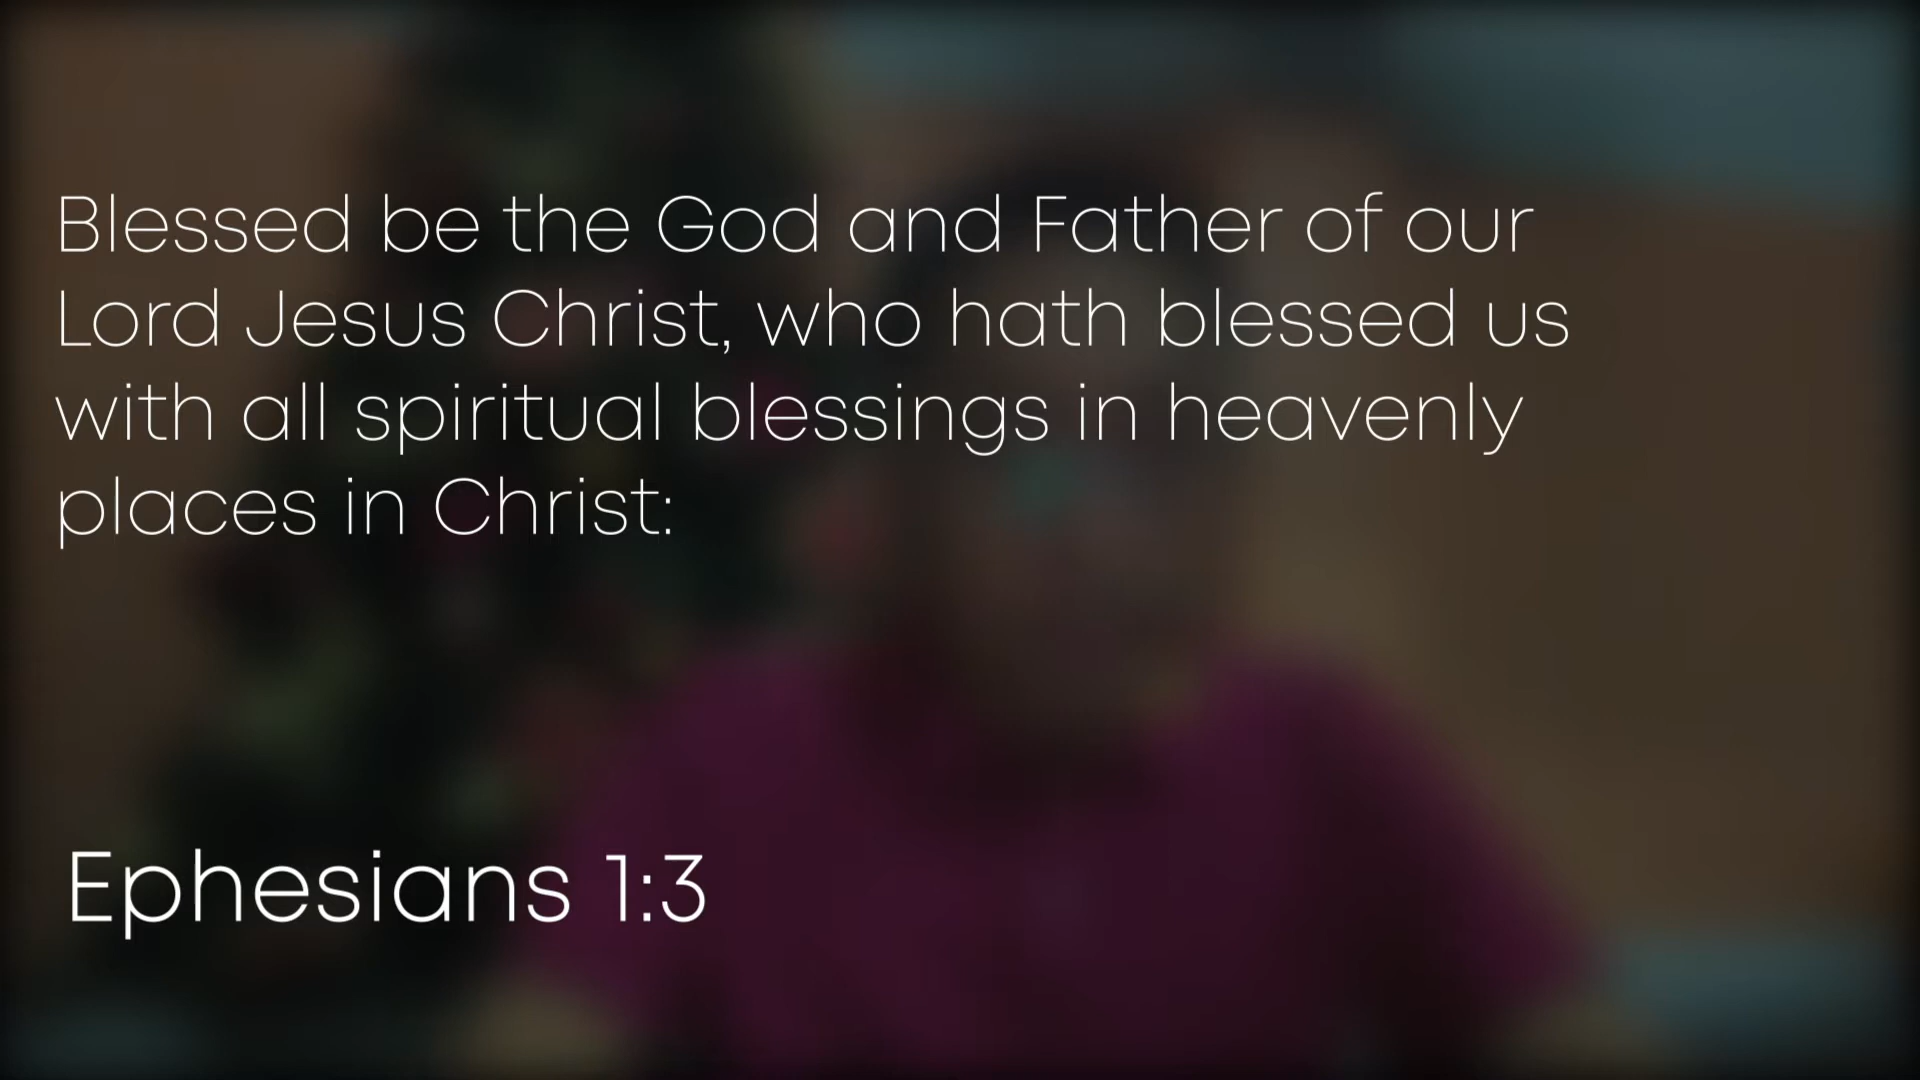 Blessed be the God and Father of our
Lord Jesus Christ, who hath blessed us
with all spiritual blessings in heavenly
places in Christ:
Ephesians 1:3